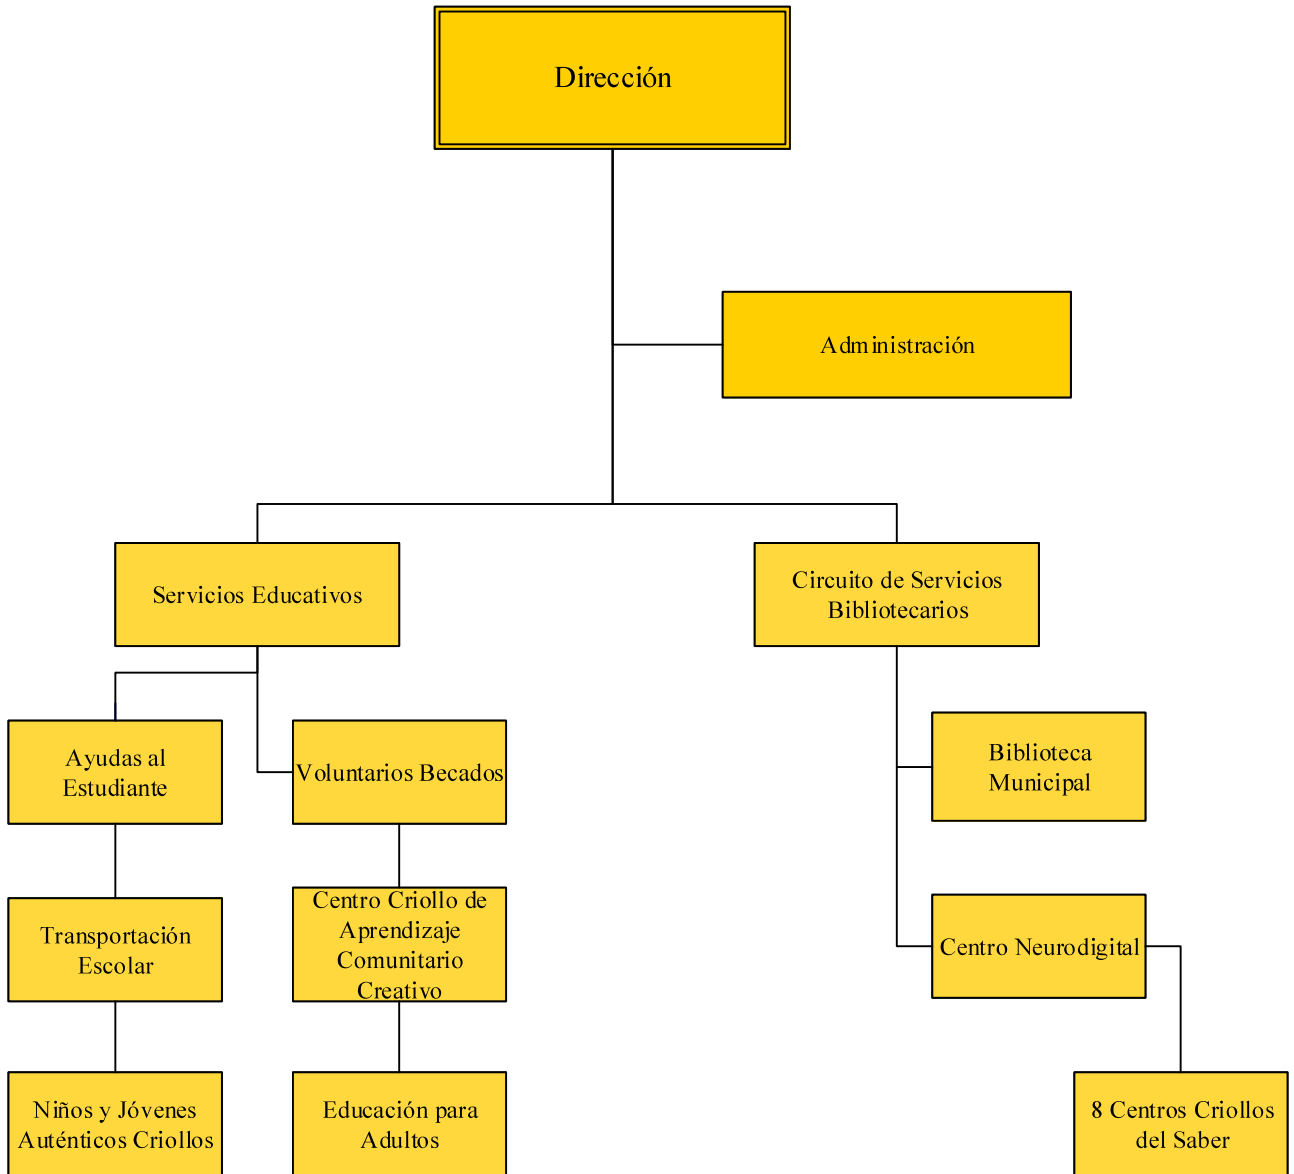 Dirección
Administración
Servicios Educativos
Circuito de Servicios
Bibliotecarios
Ayudas al
Estudiante
Voluntarios Becados
Biblioteca
Municipal
Transportación
Escolar
Centro Criollo de
Aprendizaje
Comunitario
Creativo
Centro Neurodigital
Niños y Jóvenes
Auténticos Criollos
Educación para
Adultos
8 Centros Criollos
del Saber